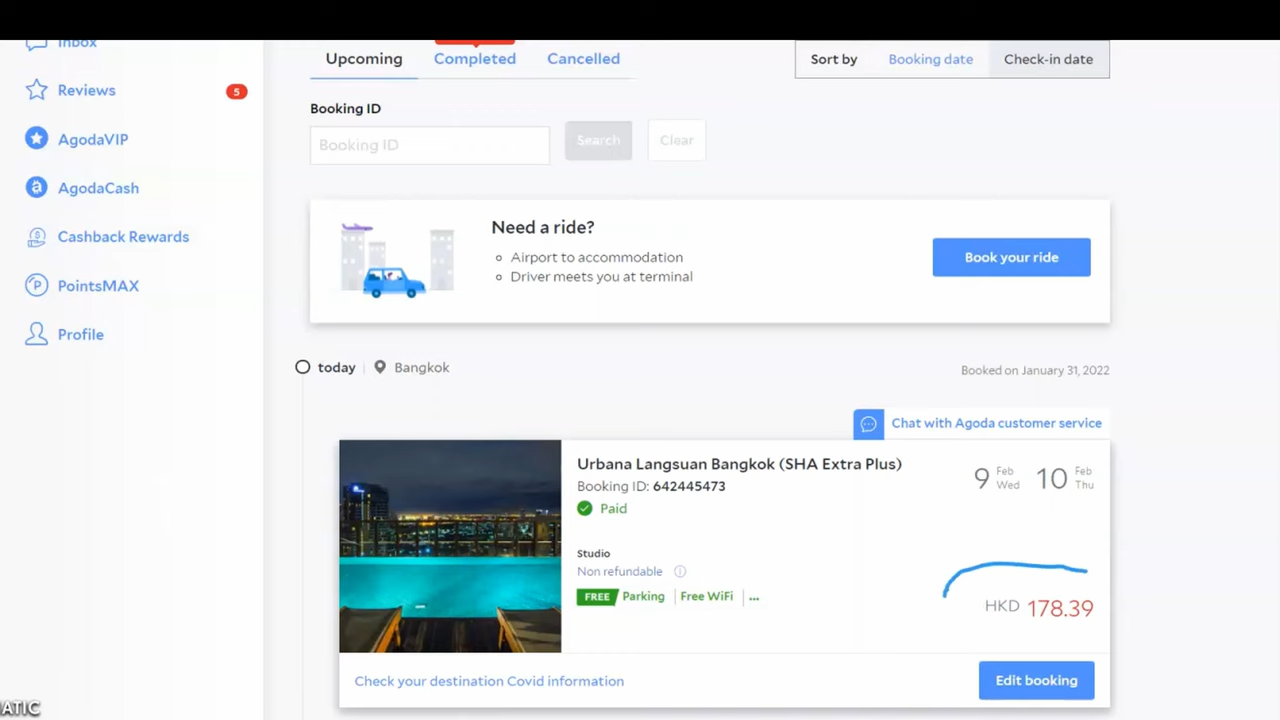 Inbox
Reviews
5
AgodaVIP
AgodaCash
Cashback Rewards
PointsMAX
Profile
Upcoming Completed Cancelled
Sort by Booking date Check-in date
Booking ID
Booking ID Search Clear
Need a ride?
Airport to accommodation
Driver meets you at terminal
Book your ride
today Bangkok
Booked on January 31, 2022
Chat with Agoda customer service
Urbana Langsuan Bangkok (SHA Extra Plus)
Booking ID: 642445473
Paid
9 Feb Wed 10 Feb Thu
Studio
Non refundable
FREE Parking Free WiFi ...
HKD 178.39
Check your destination Covid information
Edit booking
ATIC